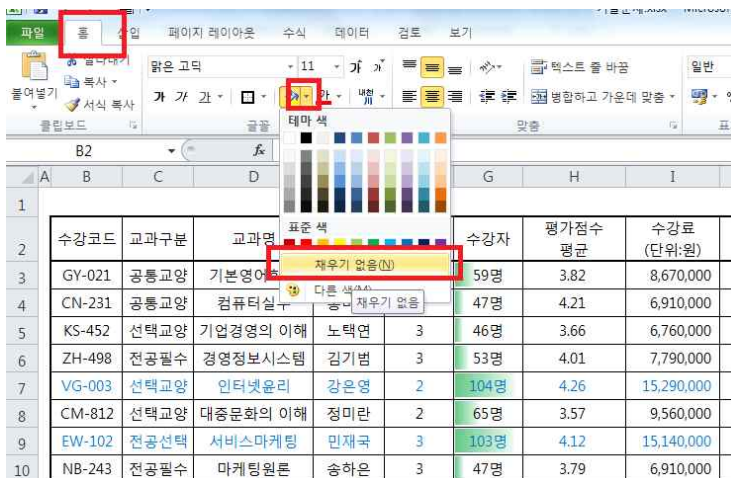 파일 홈 삽입 페이지 레이아웃 수식 데이터 검토 보기
붙여넣기
잘라내기
복사
서식 복사
클립보드
맑은 고딕 11 가 가
가 가 가 가 내천
글꼴
텍스트 줄 바꿈
병합하고 가운데 맞춤
맞춤
일반
B2 fx
테마 색
표준 색
채우기 없음(N)
다른 색(M)
채우기 없음
A B C D G H I
1
2 수강코드 교과구분 교과명 수강자 평가점수 평균 수강료 (단위:원)
3 GY-021 공통교양 59명 3.82 8,670,000
4 CN-231 공통교양 컴퓨터실무 47명 4.21 6,910,000
5 KS-452 선택교양 기업경영의 이해 노택연 3 46명 3.66 6,760,000
6 ZH-498 전공필수 경영정보시스템 김기범 3 53명 4.01 7,790,000
7 VG-003 선택교양 인터넷윤리 강은영 2 104명 4.26 15,290,000
8 CM-812 선택교양 대중문화의 이해 정미란 2 65명 3.57 9,560,000
9 EW-102 전공선택 서비스마케팅 민재국 3 103명 4.12 15,140,000
10 NB-243 전공필수 마케팅원론 송하은 3 47명 3.79 6,910,000